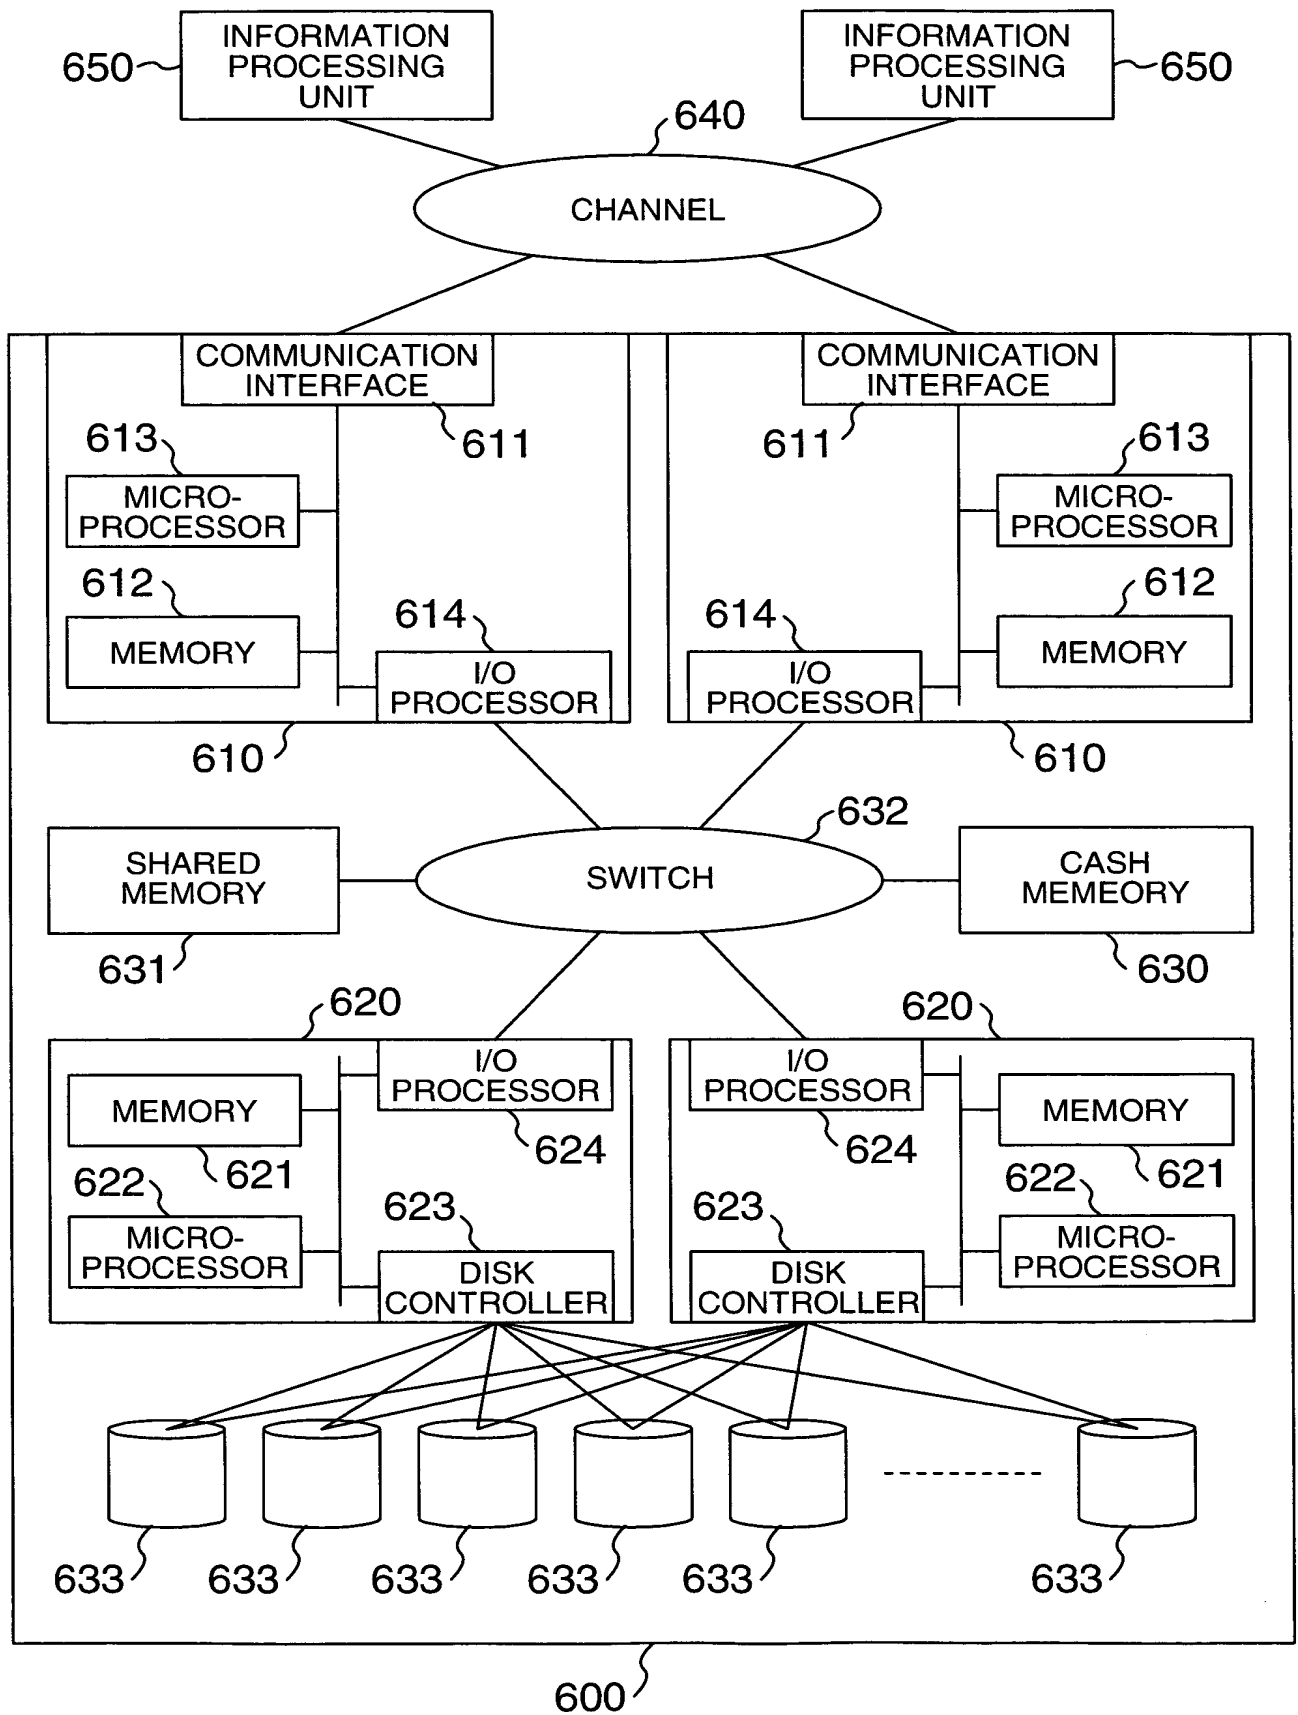 INFORMATION
PROCESSING
UNIT
650
INFORMATION
PROCESSING
UNIT
650
640
CHANNEL
COMMUNICATION
INTERFACE
611
613
MICRO-
PROCESSOR
612
MEMORY
614
I/O
PROCESSOR
610
COMMUNICATION
INTERFACE
611
613
MICRO-
PROCESSOR
612
MEMORY
614
I/O
PROCESSOR
610
632
SWITCH
SHARED
MEMORY
631
CASH
MEMEORY
630
620
I/O
PROCESSOR
624
MEMORY
621
622
MICRO-
PROCESSOR
623
DISK
CONTROLLER
620
I/O
PROCESSOR
624
MEMORY
621
622
MICRO-
PROCESSOR
623
DISK
CONTROLLER
633
633
633
633
633
633
600